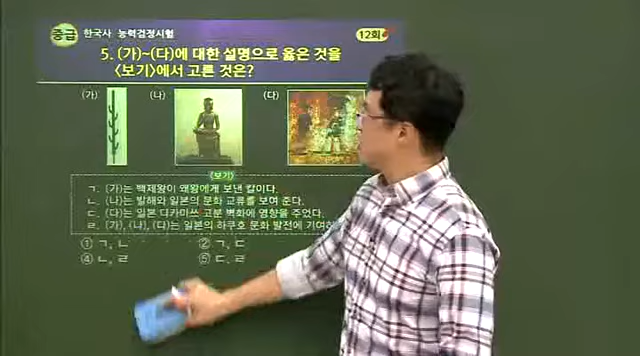 중급 한국사 능력검정시험 12회
5. (가)~(다)에 대한 설명으로 옳은 것을
<보기>에서 고른 것은?
(가) (나) (다)
<보기>
ㄱ. (가)는 백제왕이 왜왕에게 보낸 칼이다.
ㄴ. (나)는 발해와 일본의 문화 교류를 보여 준다.
ㄷ. (다)는 일본 다카마쓰 고분 벽화에 영향을 주었다.
ㄹ. (가), (나), (다)는 일본의 하쿠호 문화 발전에
① ㄱ, ㄴ ② ㄱ, ㄷ
④ ㄴ, ㄹ ⑤ ㄷ, ㄹ